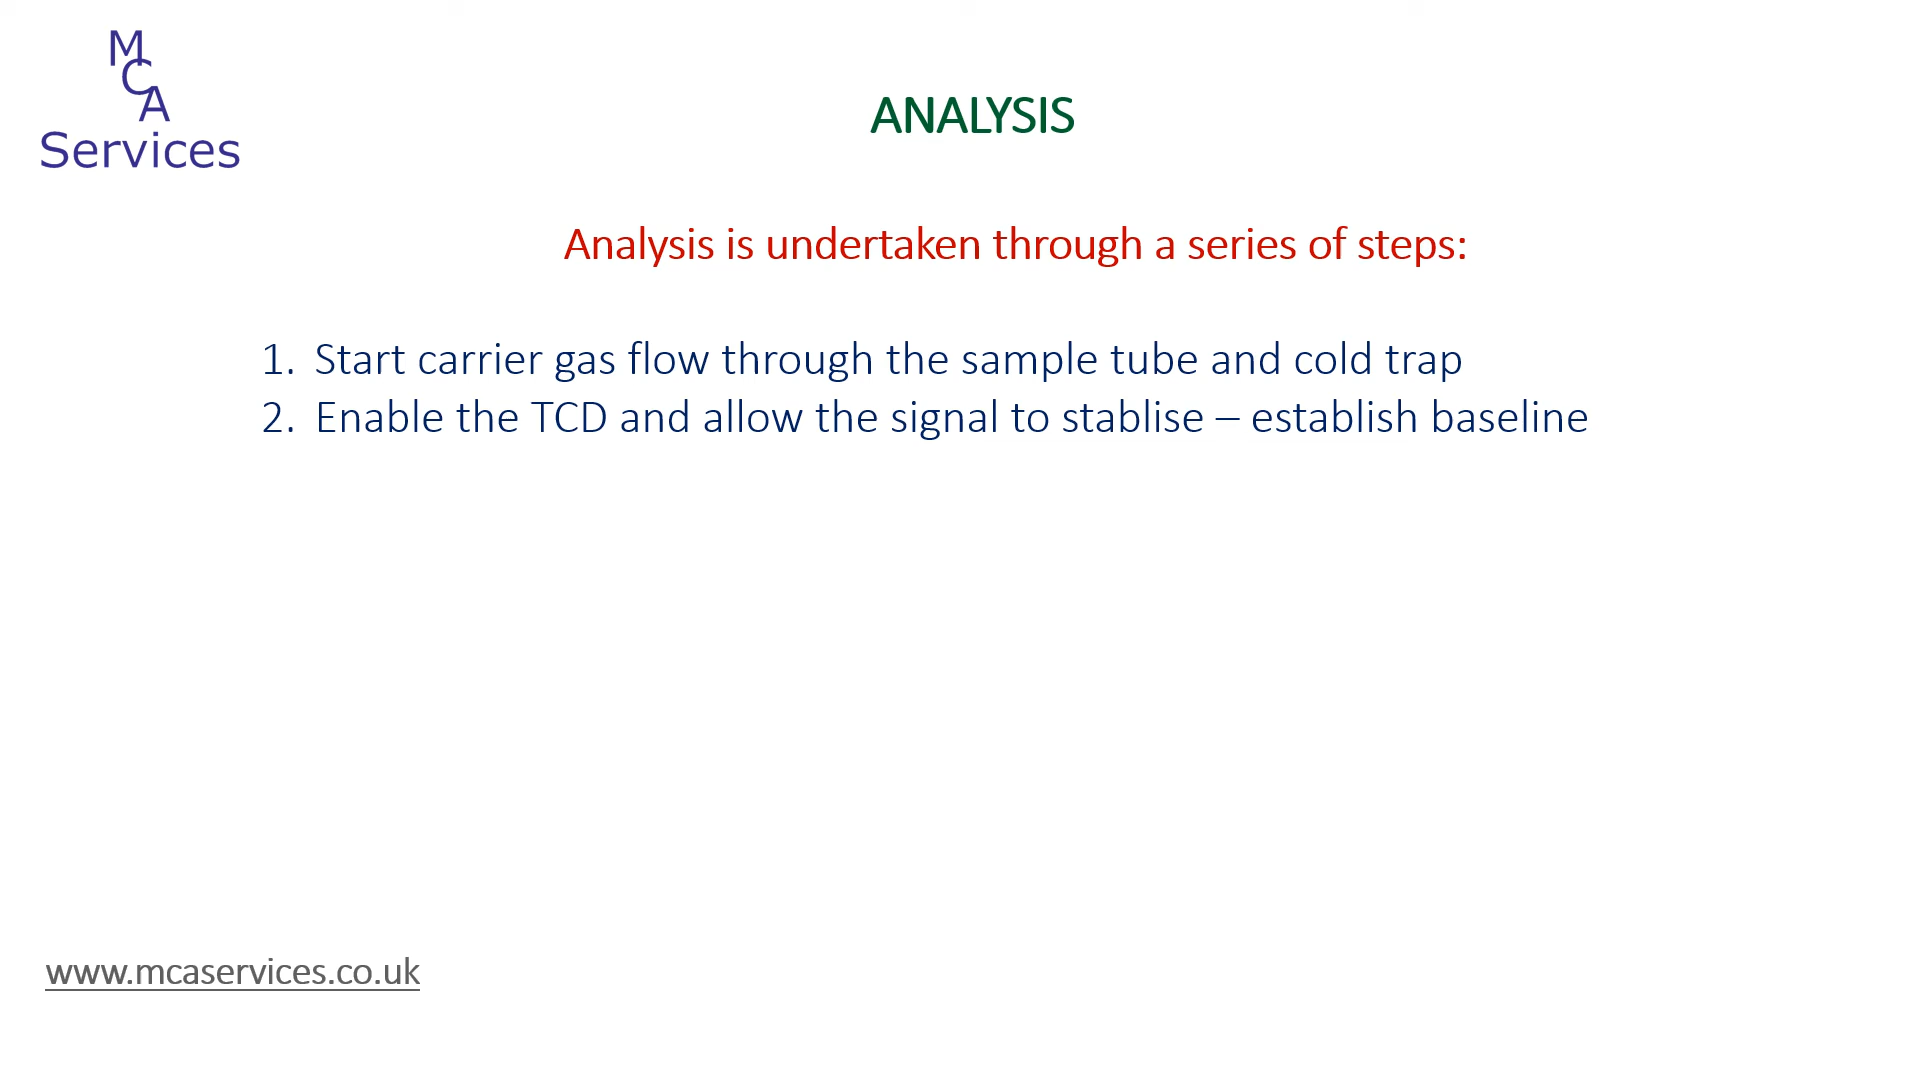 M
C
A
Services
ANALYSIS
Analysis is undertaken through a series of steps:
1. Start carrier gas flow through the sample tube and cold trap
2. Enable the TCD and allow the signal to stablise – establish baseline
www.mcaservices.co.uk